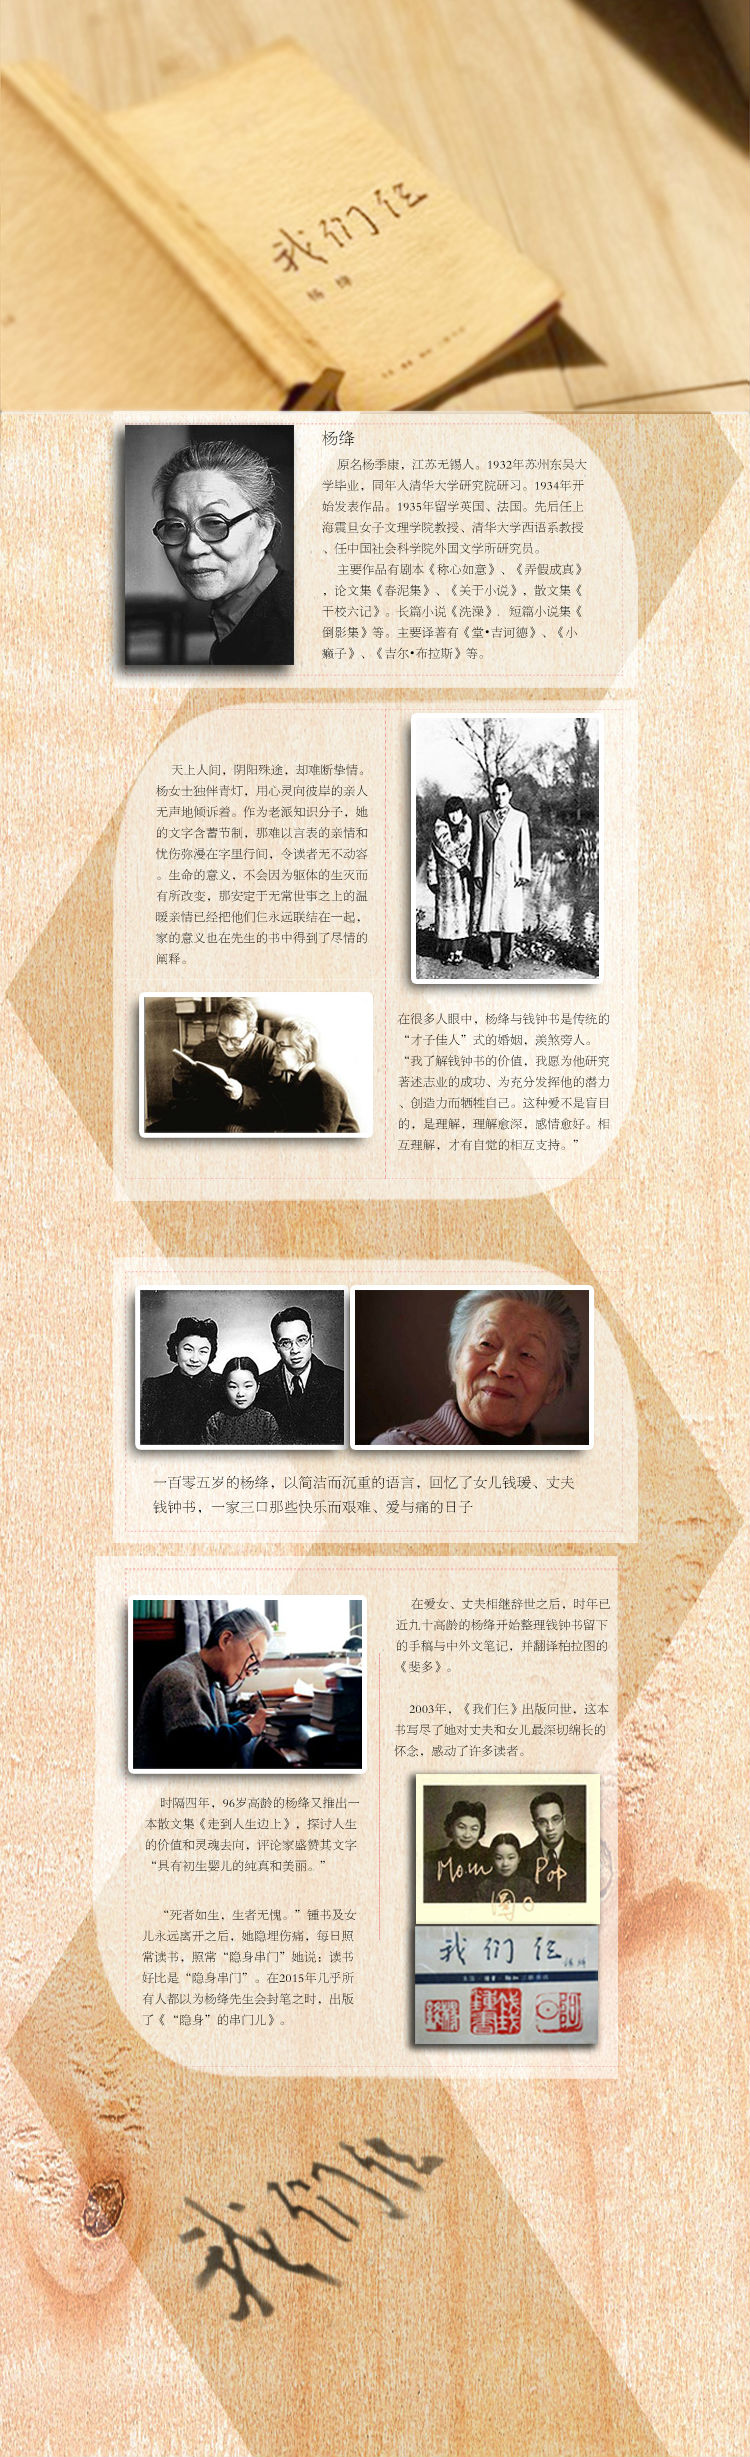 我们仨
杨绛
杨绛
原名杨季康，江苏无锡人。1932年苏州东吴大
学毕业，同年入清华大学研究院研习。1934年开
始发表作品。1935年留学英国、法国。先后任上
海震旦女子文理学院教授、清华大学西语系教授
、任中国社会科学院外国文学所研究员。
主要作品有剧本《称心如意》、《弄假成真》
，论文集《春泥集》、《关于小说》，散文集《
干校六记》。长篇小说《洗澡》．短篇小说集《
倒影集》等。主要译著有《堂•吉诃德》、《小
癞子》、《吉尔•布拉斯》等。
天上人间，阴阳殊途，却难断挚情。
杨女士独伴青灯，用心灵向彼岸的亲人
无声地倾诉着。作为老派知识分子，她
的文字含蓄节制，那难以言表的亲情和
忧伤弥漫在字里行间，令读者无不动容
。生命的意义，不会因为躯体的生灭而
有所改变，那安定于无常世事之上的温
暖亲情已经把他们仨永远联结在一起，
家的意义也在先生的书中得到了尽情的
阐释。
在很多人眼中，杨绛与钱钟书是传统的
“才子佳人”式的婚姻，羡煞旁人。
“我了解钱钟书的价值，我愿为他研究
著述志业的成功、为充分发挥他的潜力
、创造力而牺牲自己。这种爱不是盲目
的，是理解，理解愈深，感情愈好。相
互理解，才有自觉的相互支持。”
一百零五岁的杨绛，以简洁而沉重的语言，回忆了女儿钱瑗、丈夫
钱钟书，一家三口那些快乐而艰难、爱与痛的日子
在爱女、丈夫相继辞世之后，时年已
近九十高龄的杨绛开始整理钱钟书留下
的手稿与中外文笔记，并翻译柏拉图的
《斐多》。
2003年，《我们仨》出版问世，这本
书写尽了她对丈夫和女儿最深切绵长的
怀念，感动了许多读者。
时隔四年，96岁高龄的杨绛又推出一
本散文集《走到人生边上》，探讨人生
的价值和灵魂去向，评论家盛赞其文字
“具有初生婴儿的纯真和美丽。”
“死者如生，生者无愧。”锺书及女
儿永远离开之后，她隐埋伤痛，每日照
常读书，照常“隐身串门”她说：读书
好比是“隐身串门”。在2015年几乎所
有人都以为杨绛先生会封笔之时，出版
了《“隐身”的串门儿》。
Mom Pop
圆O
我们仨
我们仨